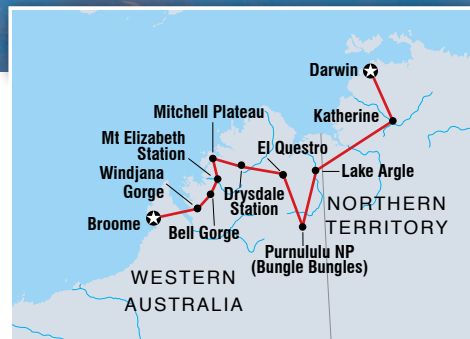 Darwin
Katherine
Mitchell Plateau
El Questro
Mt Elizabeth
Station
Lake Argle
Windjana
Gorge
Drysdale
Station
NORTHERN
TERRITORY
Broome
Bell Gorge
Purnululu NP
(Bungle Bungles)
WESTERN
AUSTRALIA